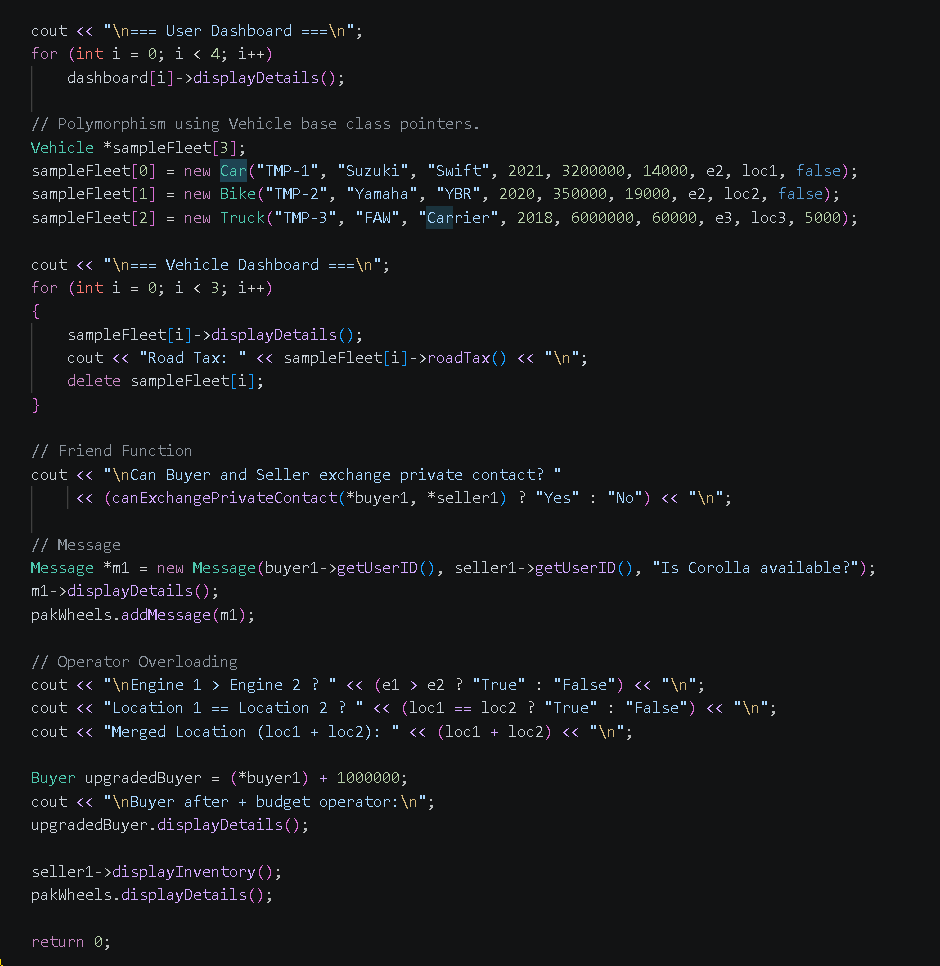 cout << "\n=== User Dashboard ===\n";
for (int i = 0; i < 4; i++)
    dashboard[i]->displayDetails();

// Polymorphism using Vehicle base class pointers.
Vehicle *sampleFleet[3];
sampleFleet[0] = new Car("TMP-1", "Suzuki", "Swift", 2021, 3200000, 14000, e2, loc1, false);
sampleFleet[1] = new Bike("TMP-2", "Yamaha", "YBR", 2020, 350000, 19000, e2, loc2, false);
sampleFleet[2] = new Truck("TMP-3", "FAW", "Carrier", 2018, 6000000, 60000, e3, loc3, 5000);

cout << "\n=== Vehicle Dashboard ===\n";
for (int i = 0; i < 3; i++)
{
    sampleFleet[i]->displayDetails();
    cout << "Road Tax: " << sampleFleet[i]->roadTax() << "\n";
    delete sampleFleet[i];
}

// Friend Function
cout << "\nCan Buyer and Seller exchange private contact? "
     << (canExchangePrivateContact(*buyer1, *seller1) ? "Yes" : "No") << "\n";

// Message
Message *m1 = new Message(buyer1->getUserID(), seller1->getUserID(), "Is Corolla available?");
m1->displayDetails();
pakWheels.addMessage(m1);

// Operator Overloading
cout << "\nEngine 1 > Engine 2 ? " << (e1 > e2 ? "True" : "False") << "\n";
cout << "Location 1 == Location 2 ? " << (loc1 == loc2 ? "True" : "False") << "\n";
cout << "Merged Location (loc1 + loc2): " << (loc1 + loc2) << "\n";

Buyer upgradedBuyer = (*buyer1) + 1000000;
cout << "\nBuyer after + budget operator:\n";
upgradedBuyer.displayDetails();

seller1->displayInventory();
pakWheels.displayDetails();

return 0;